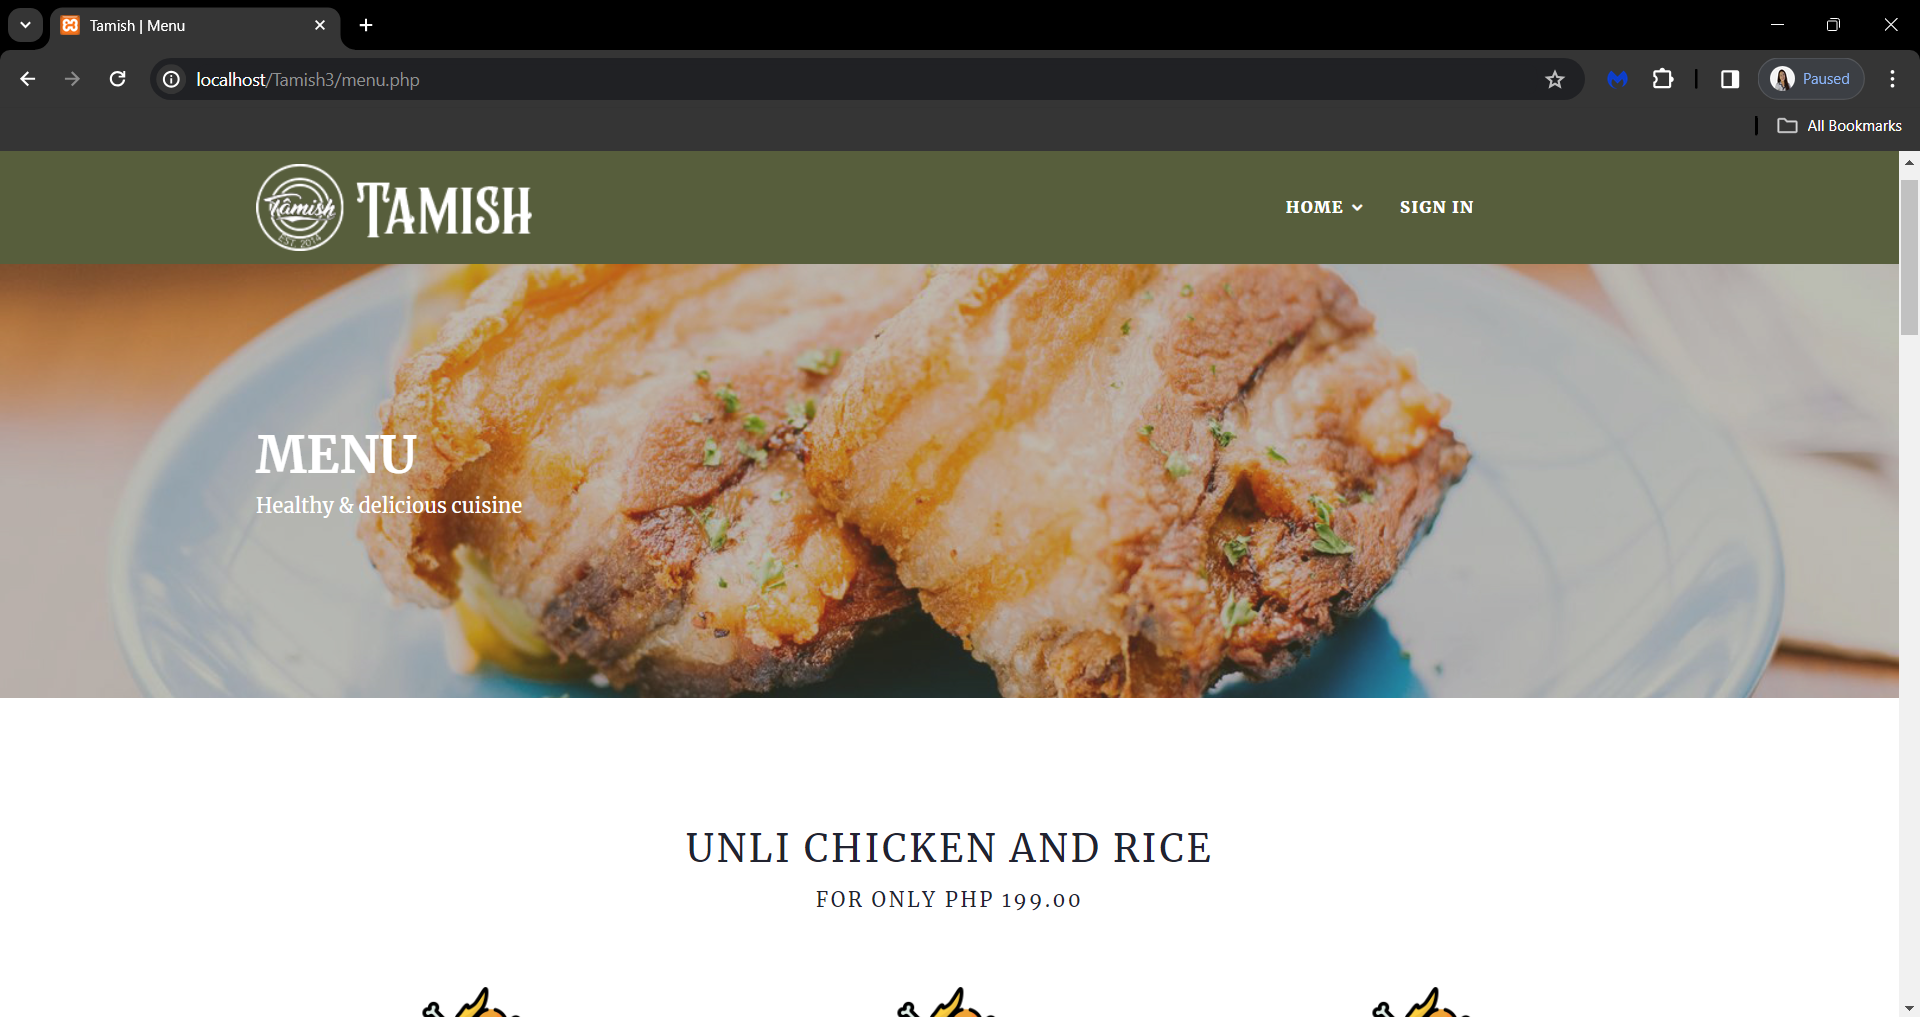 Tamish | Menu
localhost/Tamish3/menu.php
Paused
All Bookmarks
Tâmish
EST. 2014
TAMISH
HOME
SIGN IN
MENU
Healthy & delicious cuisine
UNLI CHICKEN AND RICE
FOR ONLY PHP 199.00